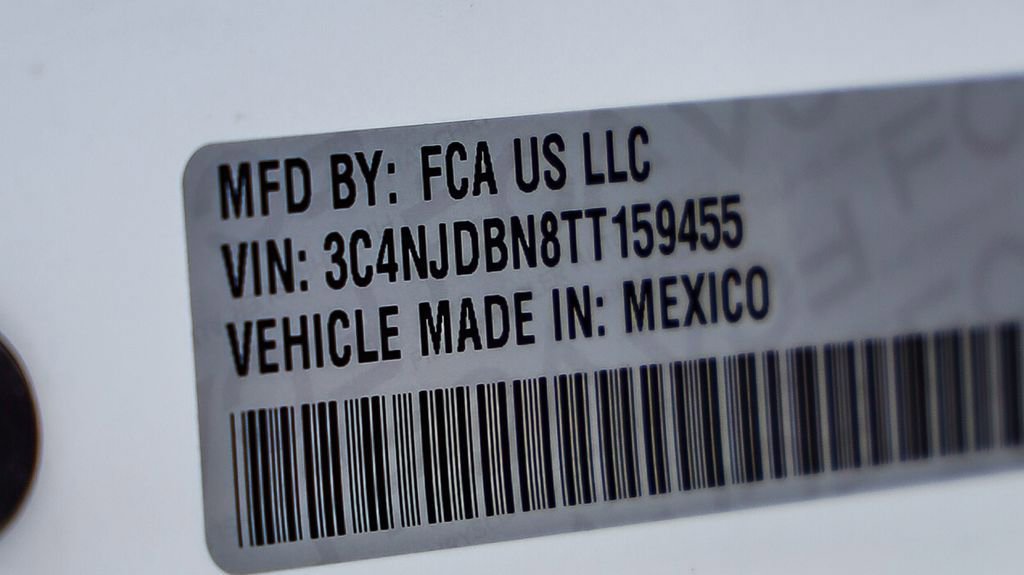 MFD BY: FCA US LLC
VIN: 3C4NJDBN8TT159455
VEHICLE MADE IN: MEXICO